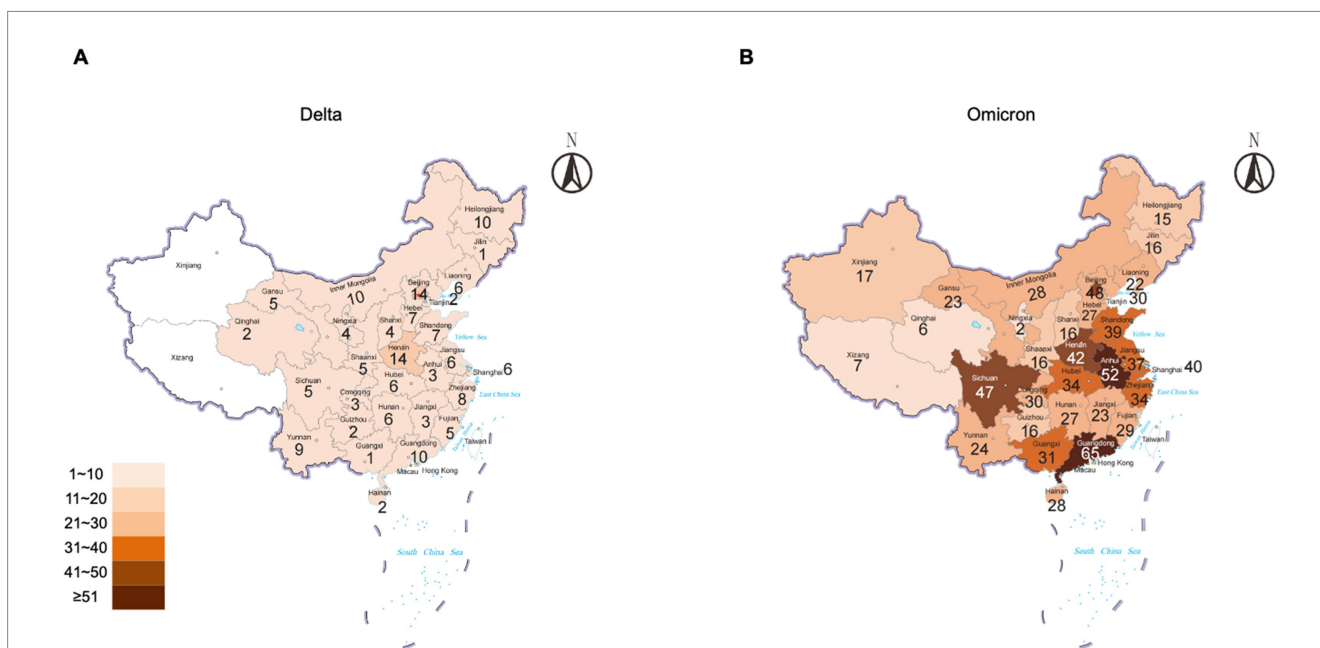 A
Delta
N
Heilongjiang
10
Jilin
1
Xinjiang
Liaoning
6
Inner Mongolia
10
Beijing
14
2
Tianjin
Gansu
5
Hebei
7
Qinghai
2
Ningxia
4
Shanxi
4
Shandong
7
Yellow Sea
Henan
14
Jiangsu
6
Xizang
Shaanxi
5
Anhui
3
Shanghai 6
Hubei
6
Sichuan
5
Congqing
3
Zhejiang
8
East China Sea
Hunan
6
Jiangxi
3
Guizhou
2
Fujian
5
Yunnan
9
Guangxi
1
Guangdong
10
Taiwan
Macau
Hong Kong
Hainan
2
South China Sea
1~10
11~20
21~30
31~40
41~50
≥51
B
Omicron
N
Heilongjiang
15
Jilin
16
Xinjiang
17
Liaoning
22
Inner Mongolia
28
Beijing
48
Tianjin
30
Gansu
23
Hebei
27
Qinghai
6
Ningxia
2
Shanxi
16
Shandong
39
Yellow Sea
Henan
42
Jiangsu
37
Xizang
7
Shaanxi
16
Anhui
52
Shanghai 40
Hubei
34
Sichuan
47
Congqing
30
Zhejiang
34
East China Sea
Hunan
27
Jiangxi
23
Guizhou
16
Fujian
29
Yunnan
24
Guangxi
31
Guangdong
65
Taiwan
Macau
Hong Kong
Hainan
28
South China Sea